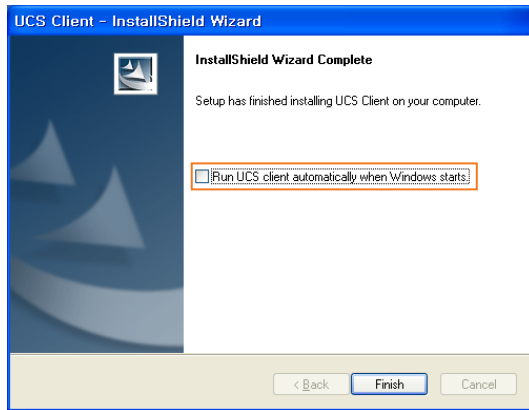 UCS Client - InstallShield Wizard
InstallShield Wizard Complete
Setup has finished installing UCS Client on your computer.
Run UCS client automatically when Windows starts.
< Back
Finish
Cancel